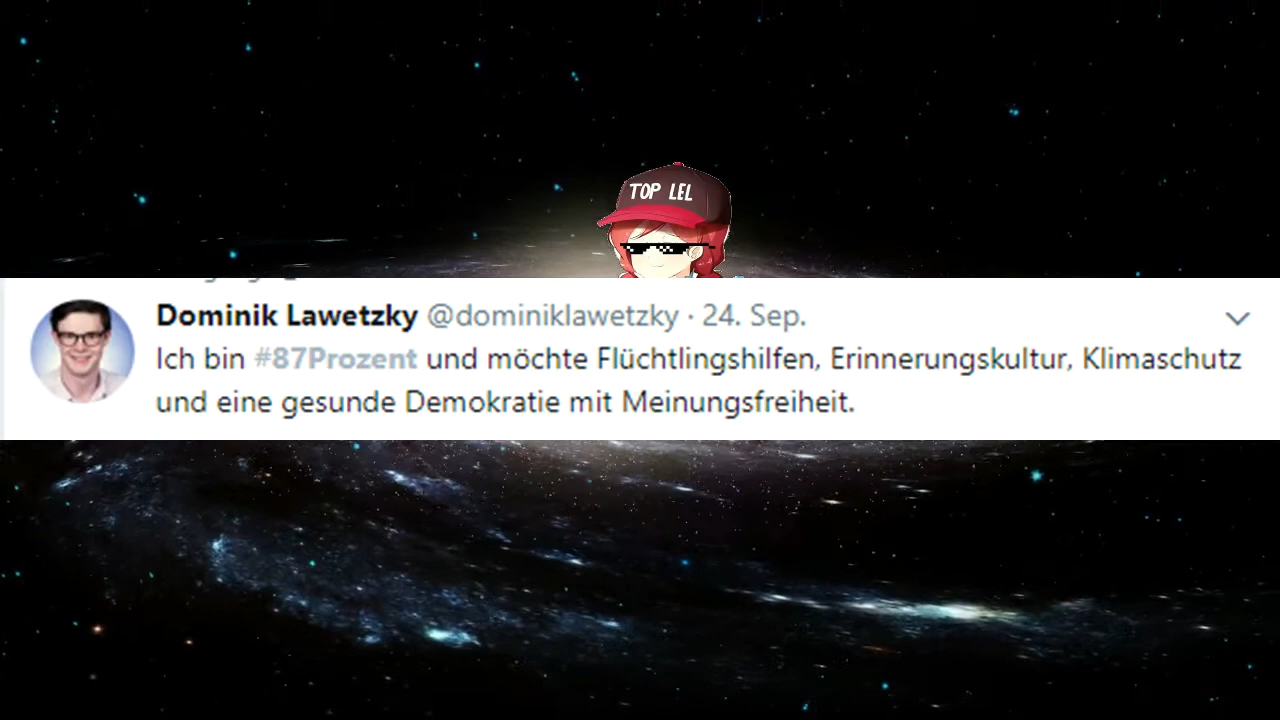 TOP LEL
Dominik Lawetzky @dominiklawetzky · 24. Sep.
Ich bin #87Prozent und möchte Flüchtlingshilfen, Erinnerungskultur, Klimaschutz
und eine gesunde Demokratie mit Meinungsfreiheit.